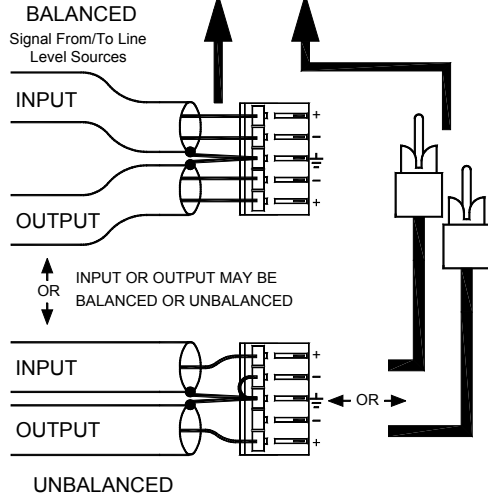 BALANCED
Signal From/To Line
Level Sources
INPUT
+
–
–
+
OUTPUT
OR
INPUT OR OUTPUT MAY BE
BALANCED OR UNBALANCED
INPUT
+
–
OR
–
+
OUTPUT
UNBALANCED